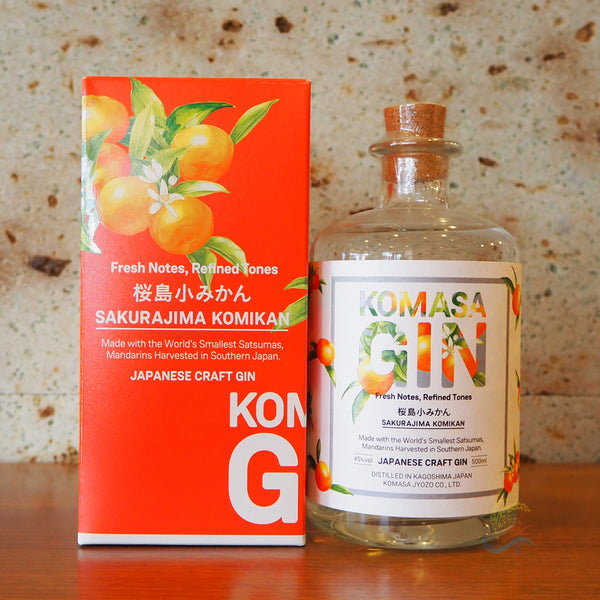 Fresh Notes, Refined Tones
桜島小みかん
SAKURAJIMA KOMIKAN
Made with the World's Smallest Satsumas,
Mandarins Harvested in Southern Japan.
JAPANESE CRAFT GIN
KOM
G
KOMASA
GIN
Fresh Notes, Refined Tones
桜島小みかん
SAKURAJIMA KOMIKAN
Made with the World's Smallest Satsumas,
Mandarins Harvested in Southern Japan.
45%vol JAPANESE CRAFT GIN 500ml
DISTILLED IN KAGOSHIMA JAPAN
KOMASA JYOZO CO., LTD.